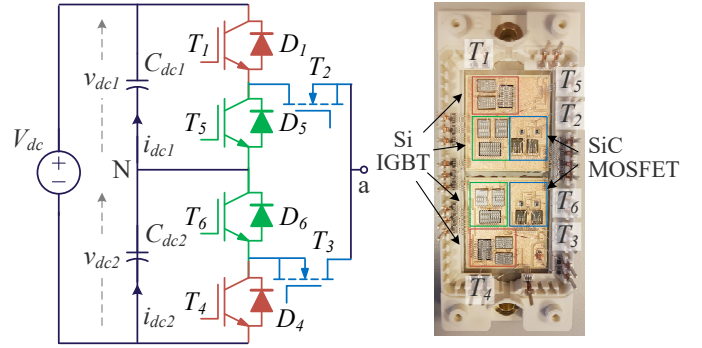 T1 D1
T2
Cdc1
vdc1
T5 D5
idc1
Vdc
+
−
N
a
T6 D6
T3
Cdc2
vdc2
T4 D4
idc2
T1
T5
T2
Si
IGBT
SiC
MOSFET
T6
T3
T4